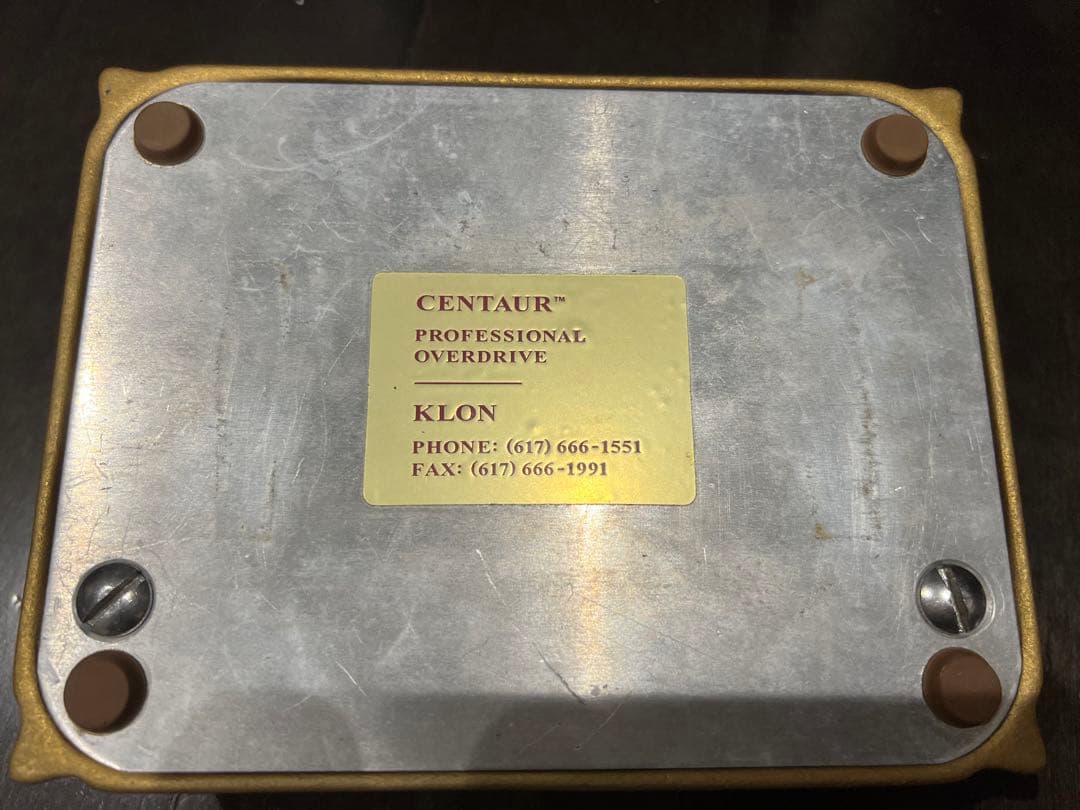 CENTAUR™
PROFESSIONAL
OVERDRIVE
KLON
PHONE: (617) 666-1551
FAX: (617) 666-1991